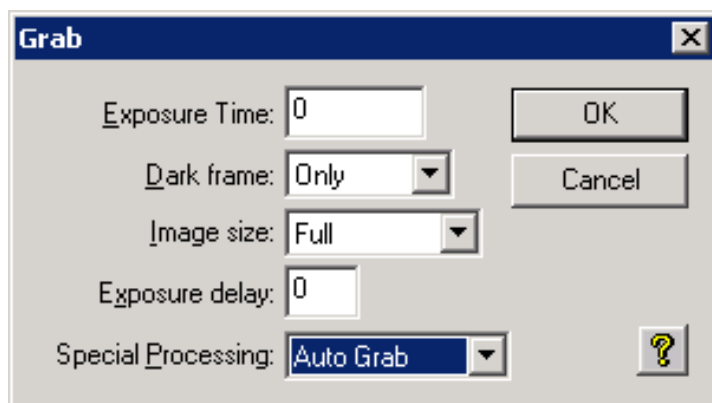 Grab
Exposure Time: 0
OK
Dark frame: Only
Cancel
Image size: Full
Exposure delay: 0
Special Processing: Auto Grab
?